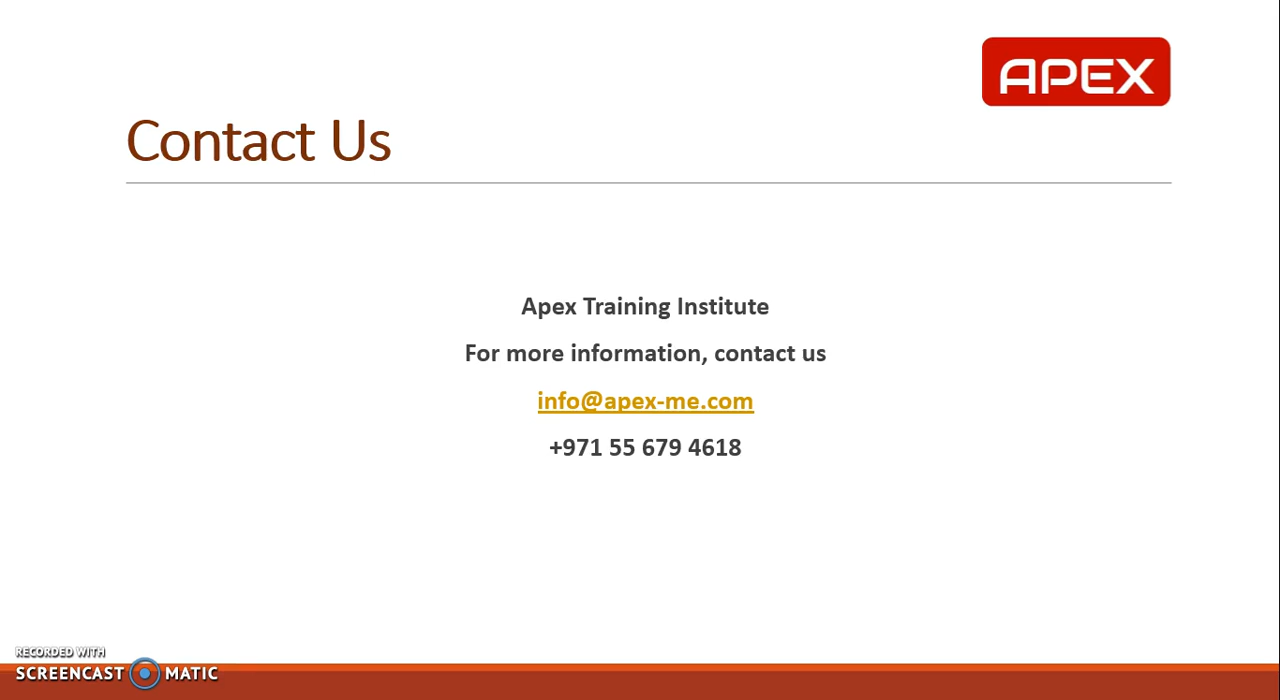 APEX
Contact Us
Apex Training Institute
For more information, contact us
info@apex-me.com
+971 55 679 4618
RECORDED WITH
SCREENCAST MATIC